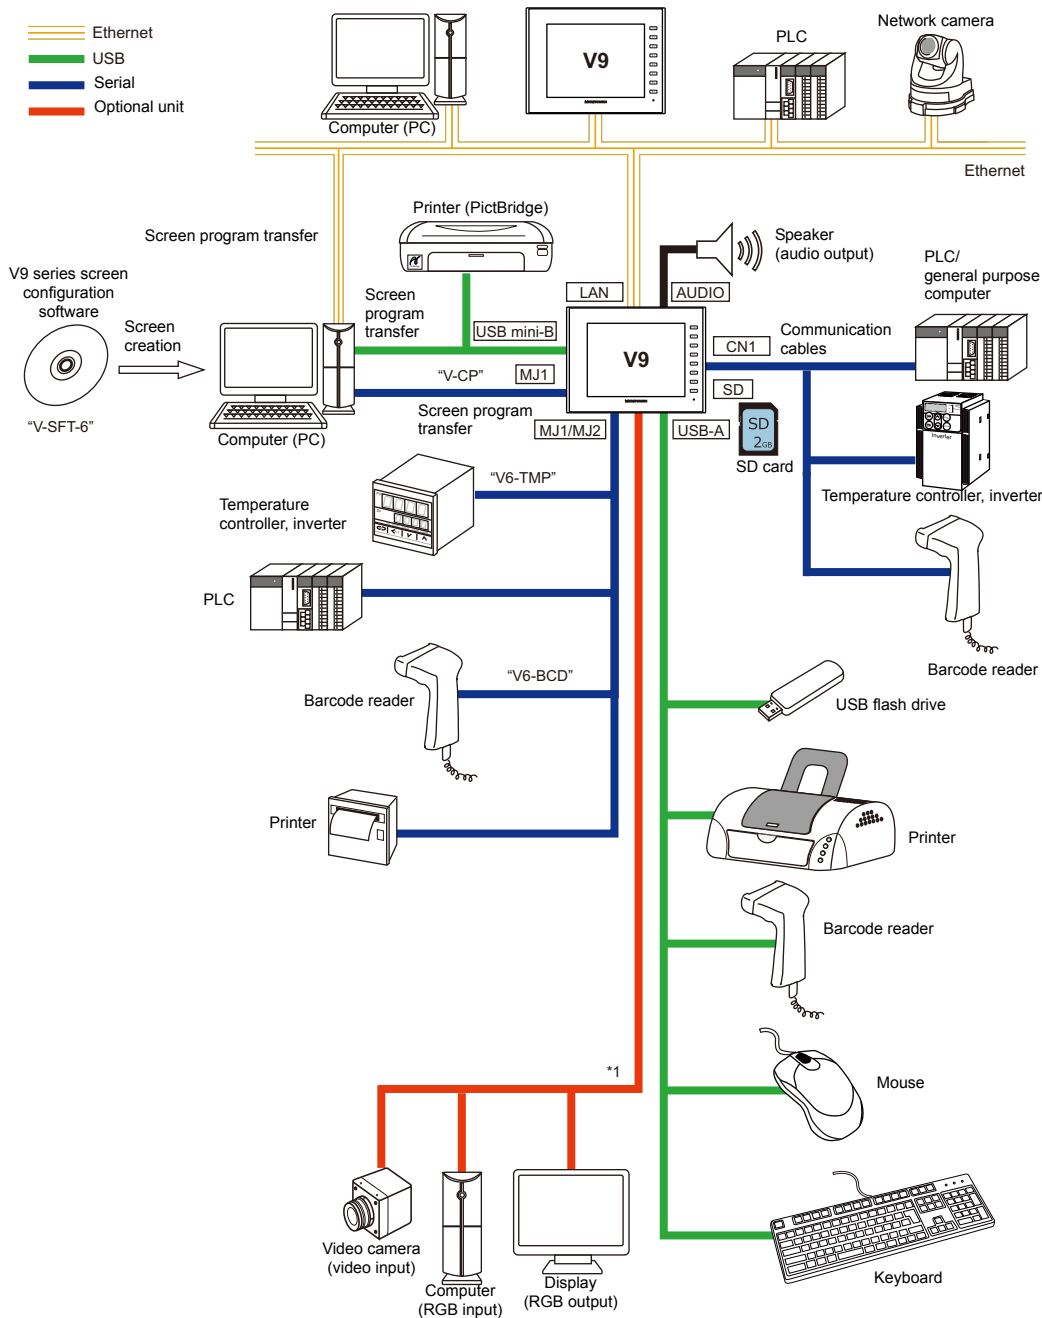 Ethernet
USB
Serial
Optional unit
Computer (PC)
V9
PLC
Network camera
Ethernet
Screen program transfer
Printer (PictBridge)
Speaker
(audio output)
V9 series screen
configuration
software
Screen
creation
"V-SFT-6"
Computer (PC)
Screen
program
transfer
USB mini-B
"V-CP"
MJ1
Screen program
transfer
LAN
AUDIO
V9
CN1
Communication
cables
PLC/
general purpose
computer
SD
SD
2GB
SD card
MJ1/MJ2
USB-A
Inverter
Temperature controller, inverter
Barcode reader
"V6-TMP"
Temperature
controller, inverter
PLC
"V6-BCD"
Barcode reader
Printer
USB flash drive
Printer
Barcode reader
Mouse
Keyboard
*1
Video camera
(video input)
Computer
(RGB input)
Display
(RGB output)